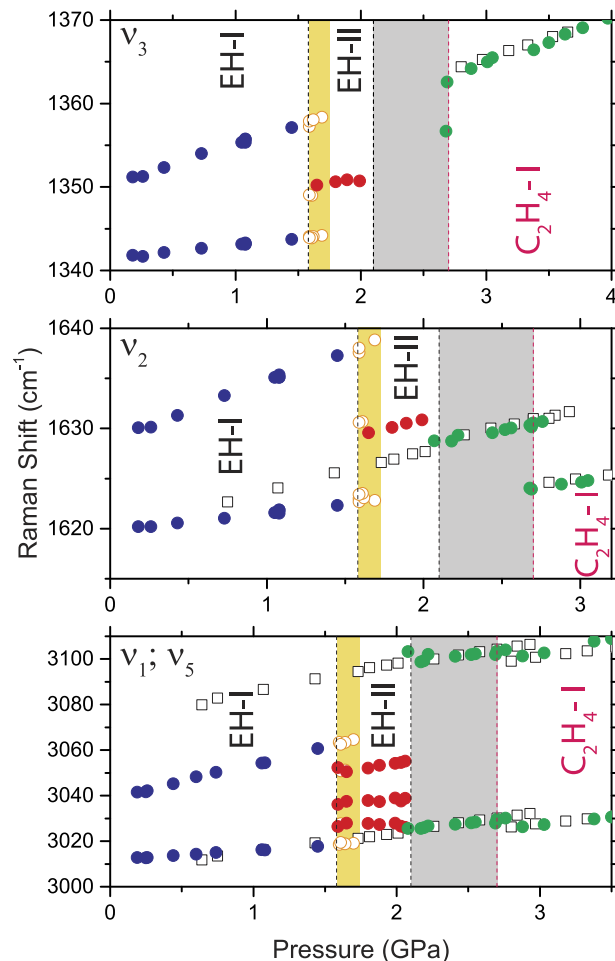 ν3
EH-I
EH-II
C2H4-I
1370
1360
1350
1340
0
1
2
3
4
ν2
EH-I
EH-II
C2H4-I
1640
1630
1620
0
1
2
3
ν1; ν5
EH-I
EH-II
C2H4-I
3100
3080
3060
3040
3020
3000
0
1
2
3
Raman Shift (cm-1)
Pressure (GPa)